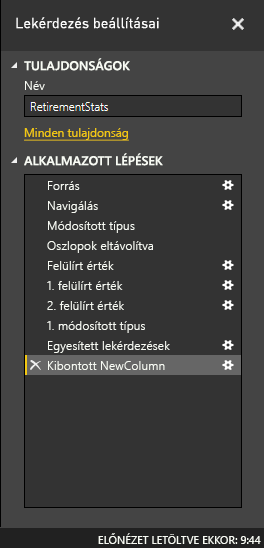 Lekérdezés beállításai
TULAJDONSÁGOK
Név
RetirementStats
Minden tulajdonság
ALKALMAZOTT LÉPÉSEK
Forrás
Navigálás
Módosított típus
Oszlopok eltávolítva
Felülírt érték
1. felülírt érték
2. felülírt érték
1. módosított típus
Egyesített lekérdezések
Kibontott NewColumn
ELŐNÉZET LETÖLTVE EKKOR: 9:44